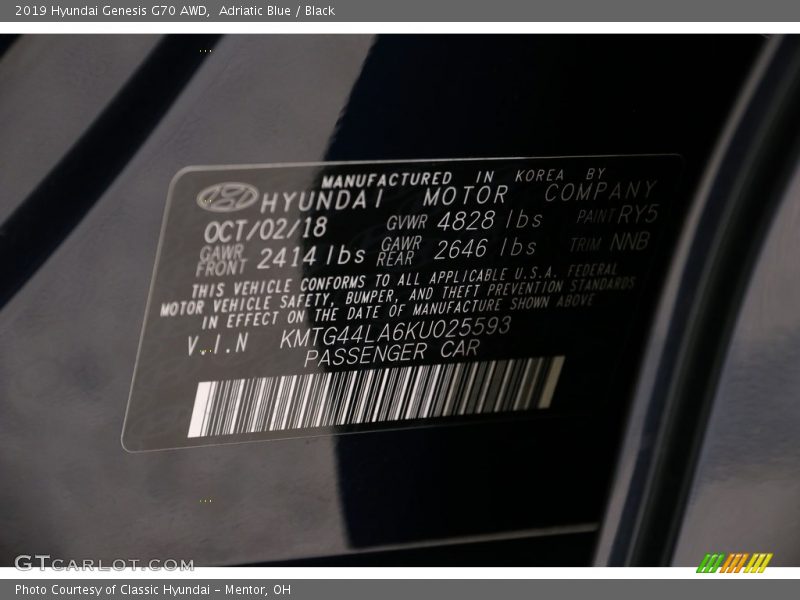 2019 Hyundai Genesis G70 AWD, Adriatic Blue / Black
MANUFACTURED IN KOREA BY
HYUNDAI MOTOR COMPANY
OCT/02/18 GVWR 4828 lbs PAINT RY5
GAWR FRONT 2414 lbs GAWR REAR 2646 lbs TRIM NNB
THIS VEHICLE CONFORMS TO ALL APPLICABLE U.S.A. FEDERAL
MOTOR VEHICLE SAFETY, BUMPER, AND THEFT PREVENTION STANDARDS
IN EFFECT ON THE DATE OF MANUFACTURE SHOWN ABOVE
V.I.N KMTG44LA6KU025593
PASSENGER CAR
GTCARLOT.COM
Photo Courtesy of Classic Hyundai - Mentor, OH